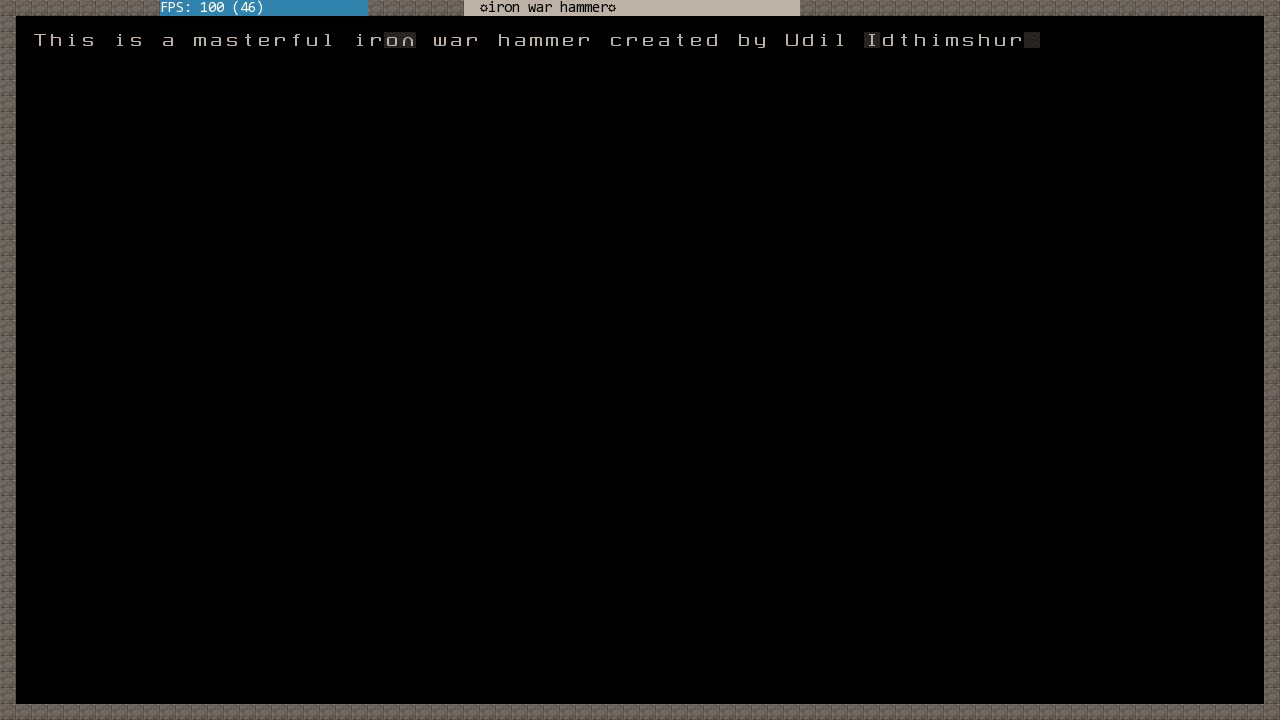 FPS: 100 (46) ☼iron war hammer☼
This is a masterful iron war hammer created by Udil Idthimshur